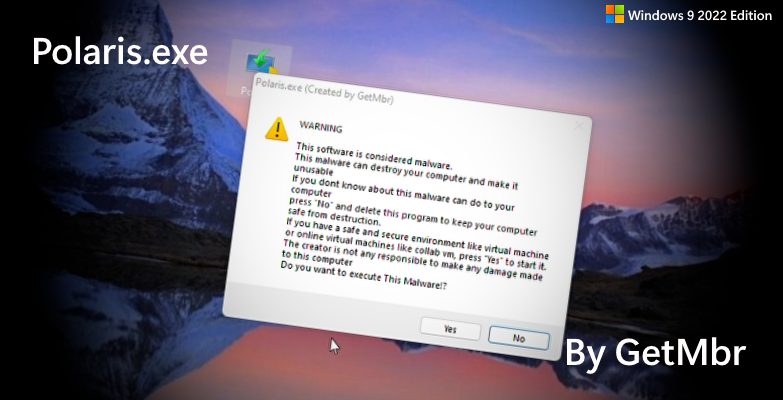 Windows 9 2022 Edition
Polaris.exe
Polaris.exe (Created by GetMbr)
WARNING
This software is considered malware.
This malware can destroy your computer and make it
unusable
If you dont know about this malware can do to your
computer
press "No" and delete this program to keep your computer
safe from destruction.
If you have a safe and secure environment like virtual machine
or online virtual machines like collab vm, press "Yes" to start it.
The creator is not any responsible to make any damage made
to this computer
Do you want to execute This Malware!?
Yes
No
By GetMbr